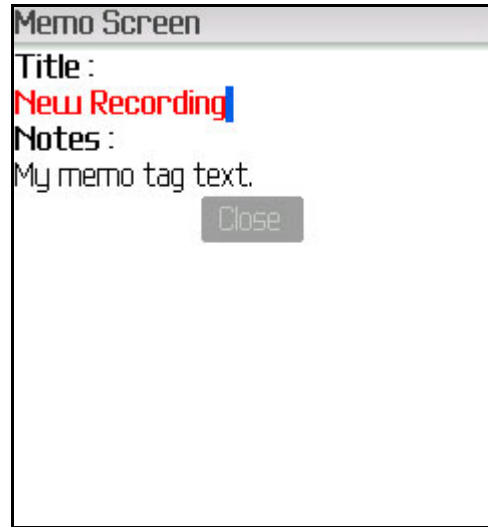 Memo Screen
Title :
New Recording
Notes :
My memo tag text.
Close